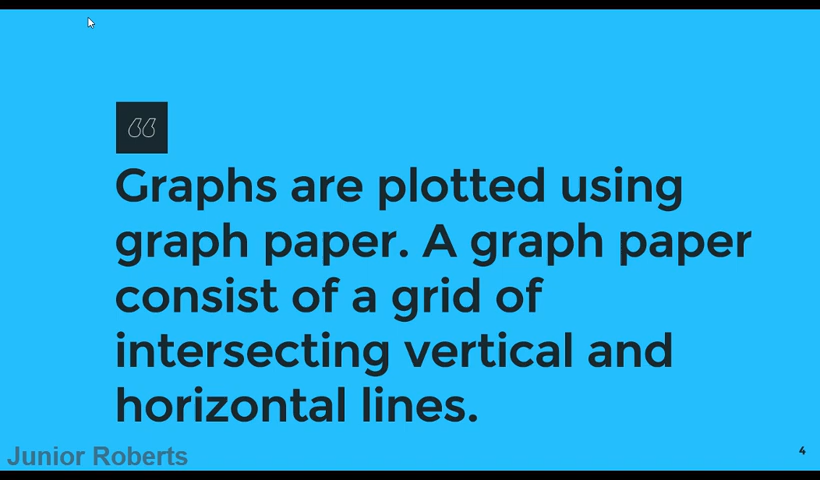 “
Graphs are plotted using
graph paper. A graph paper
consist of a grid of
intersecting vertical and
horizontal lines.
Junior Roberts
4